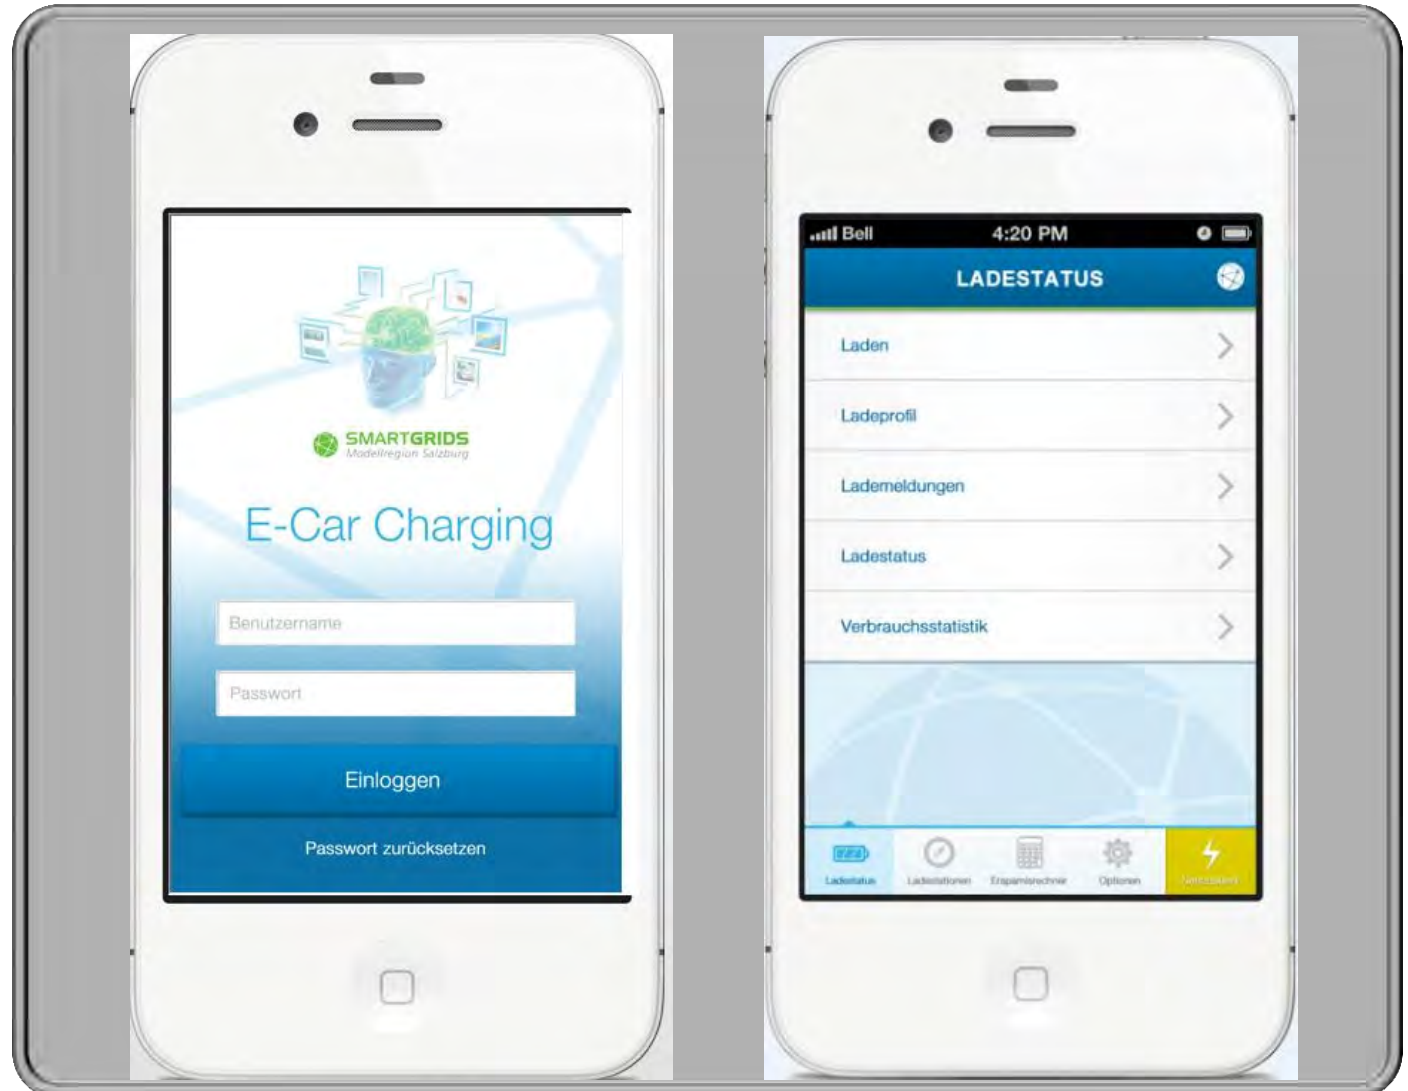 SMARTGRIDS
Modellregion Salzburg
E-Car Charging
Benutzername
Passwort
Einloggen
Passwort zurücksetzen
Bell 4:20 PM
LADESTATUS
Laden
Ladeprofil
Lademeldungen
Ladestatus
Verbrauchsstatistik
Ladestatus Ladestationen Ersparnisrechner Optionen